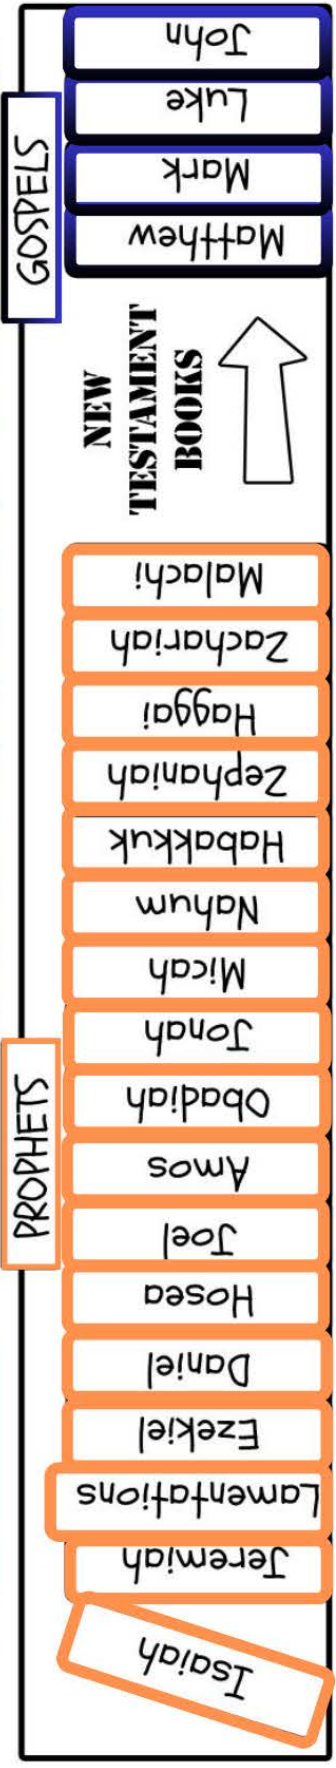 PROPHETS
Isaiah
Jeremiah
Lamentations
Ezekiel
Daniel
Hosea
Joel
Amos
Obadiah
Jonah
Micah
Nahum
Habakkuk
Zephaniah
Haggai
Zachariah
Malachi
NEW
TESTAMENT
BOOKS
GOSPELS
Matthew
Mark
Luke
John